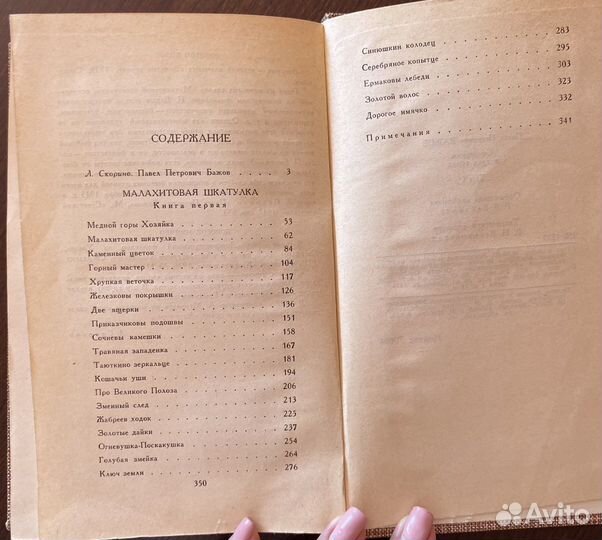 СОДЕРЖАНИЕ
Л. Скорино. Павел Петрович Бажов . . . . 3
МАЛАХИТОВАЯ ШКАТУЛКА
Книга первая
Медной горы Хозяйка 53
Малахитовая шкатулка 62
Каменный цветок 84
Горный мастер 104
Хрупкая веточка 117
Железковы покрышки 126
Две ящерки 136
Приказчиковы подошвы 151
Сочневы камешки 158
Травяная западенка 167
Таюткино зеркальце 181
Кошачьи уши 194
Про Великого Полоза 206
Змеиный след 213
Жабреев ходок 225
Золотые дайки 237
Огневушка-Поскакушка 254
Голубая змейка 264
Ключ земли 276
350
Синюшкин колодец 283
Серебряное копытце 295
Ермаковы лебеди 303
Золотой волос 323
Дорогое имячко 332
Примечания 341
Avito